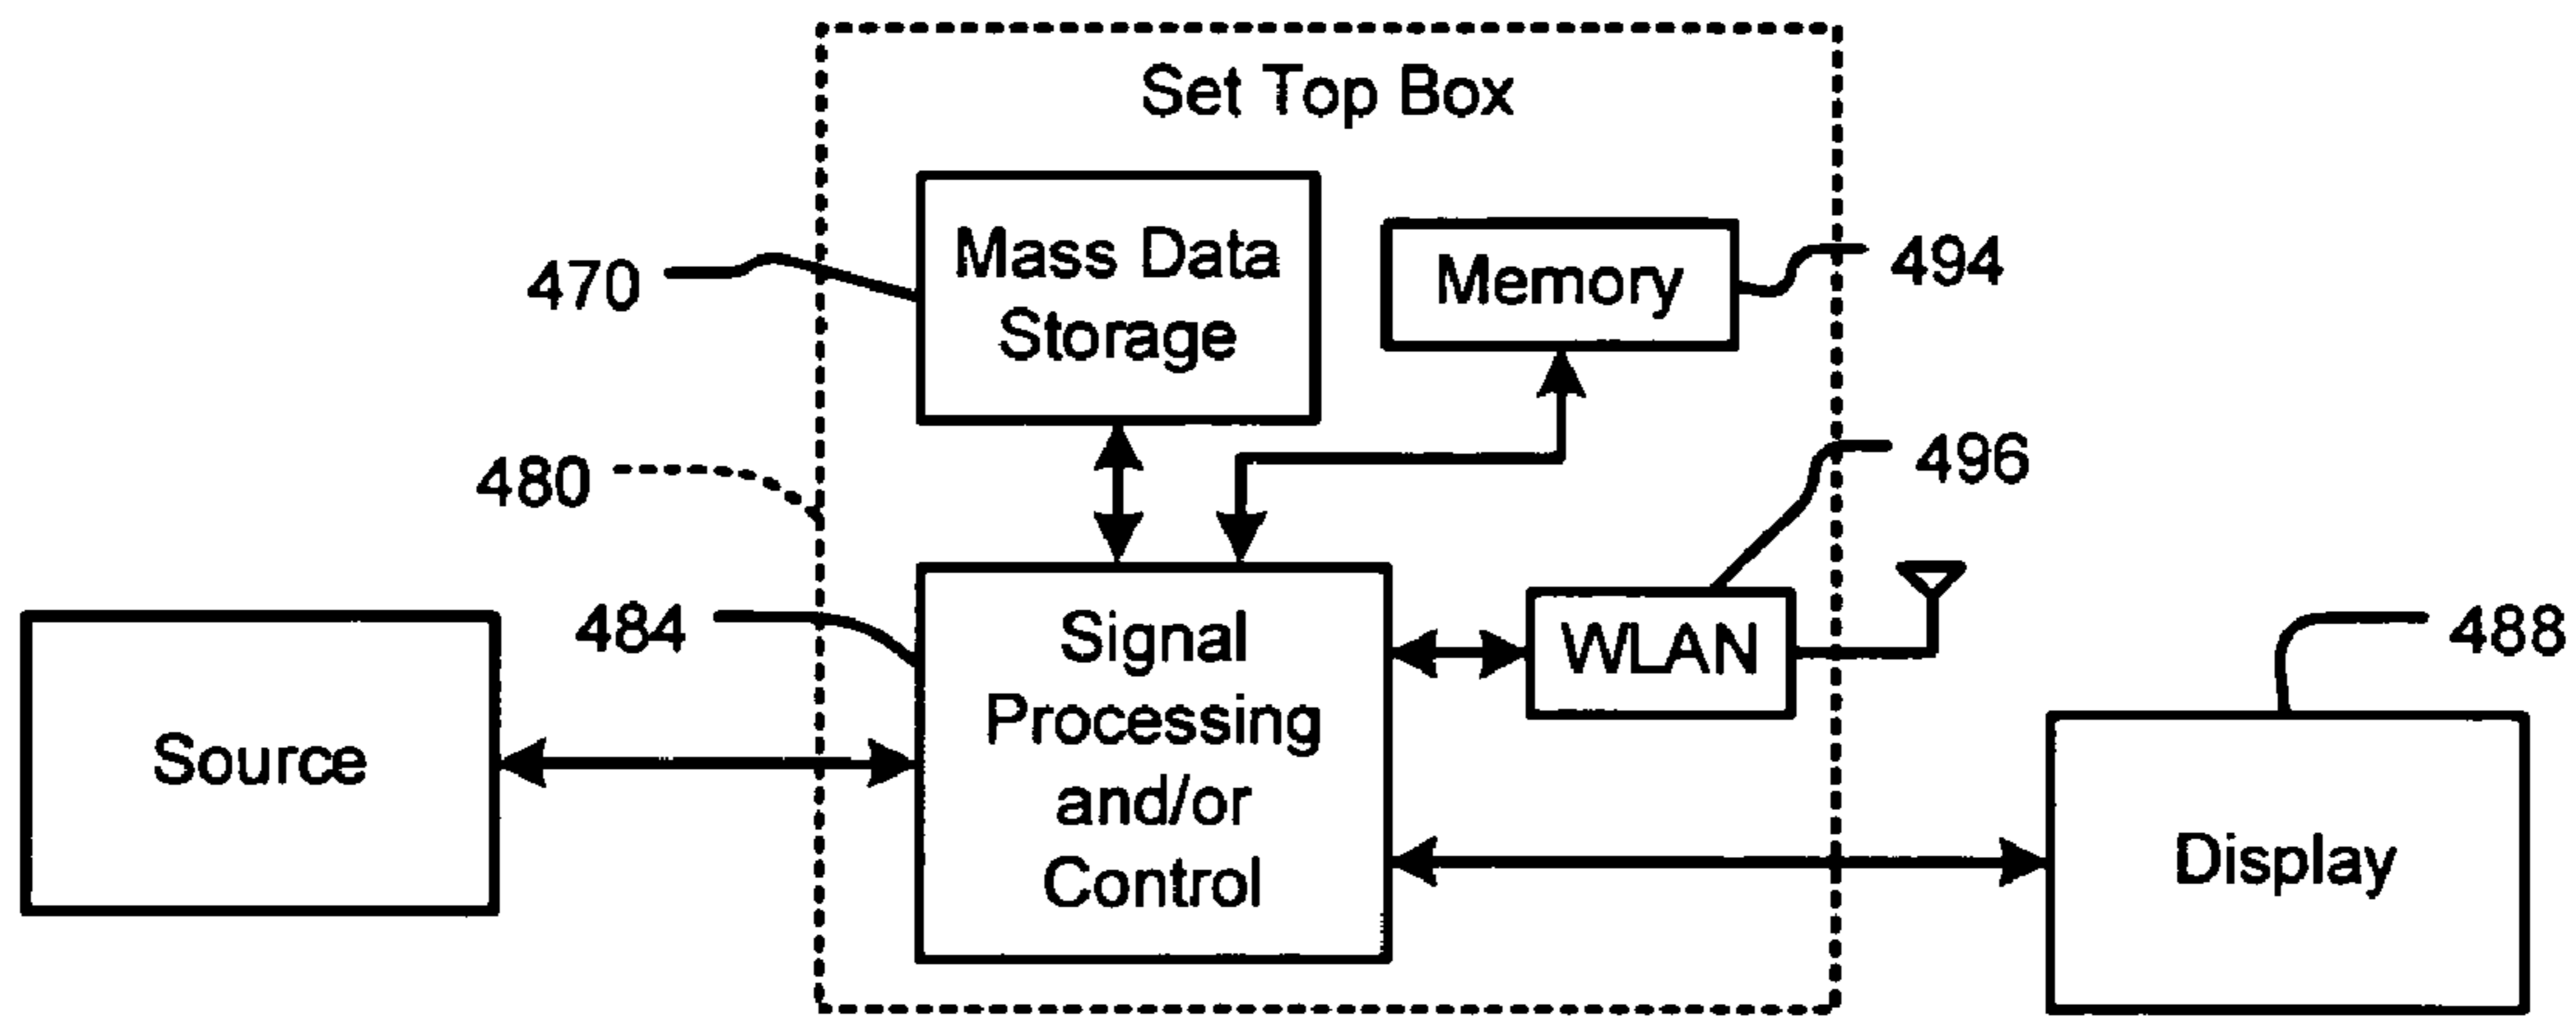 Set Top Box
Mass Data
Storage
470
Memory
494
480
496
484
Signal
Processing
and/or
Control
WLAN
488
Source
Display